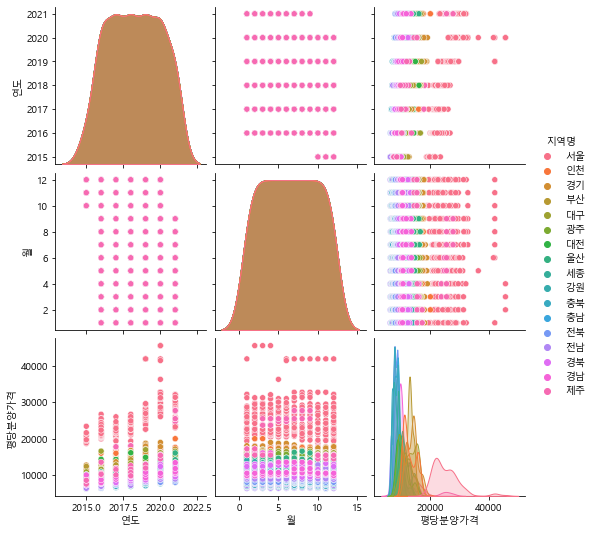 2021
2020
2019
2018
2017
2016
2015
연도
12
10
8
6
4
2
월
40000
30000
20000
10000
평당분양가격
2015.0 2017.5 2020.0 2022.5
연도
0 5 10 15
월
20000 40000
평당분양가격
지역명
서울
인천
경기
부산
대구
광주
대전
울산
세종
강원
충북
충남
전북
전남
경북
경남
제주